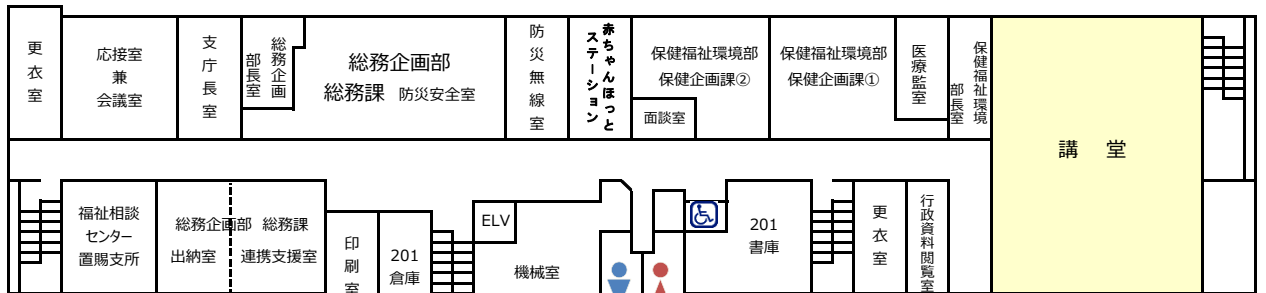 更衣室
応接室
兼
会議室
支庁長室
総務企画
部長室
総務企画部
総務課 防災安全室
防災無線室
赤ちゃんほっと
ステーション
保健福祉環境部
保健企画課②
面談室
保健福祉環境部
保健企画課①
医療監室
保健福祉環境
部長室
講堂
福祉相談
センター
置賜支所
総務企画部 総務課
出納室 連携支援室
印刷室
201
倉庫
ELV
機械室
201
書庫
更衣室
行政資料閲覧室